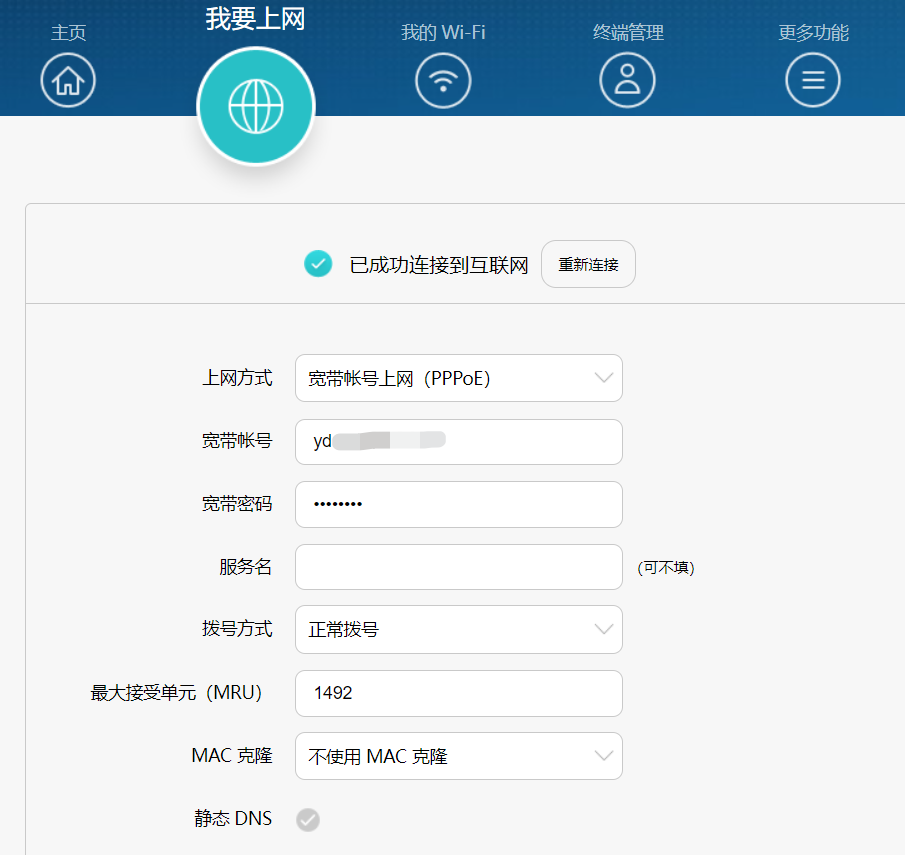 主页
我要上网
我的 Wi-Fi
终端管理
更多功能
已成功连接到互联网
重新连接
上网方式 宽带帐号上网（PPPoE）
宽带帐号 yd
宽带密码 ••••••••
服务名 (可不填)
拨号方式 正常拨号
最大接受单元（MRU） 1492
MAC 克隆 不使用 MAC 克隆
静态 DNS